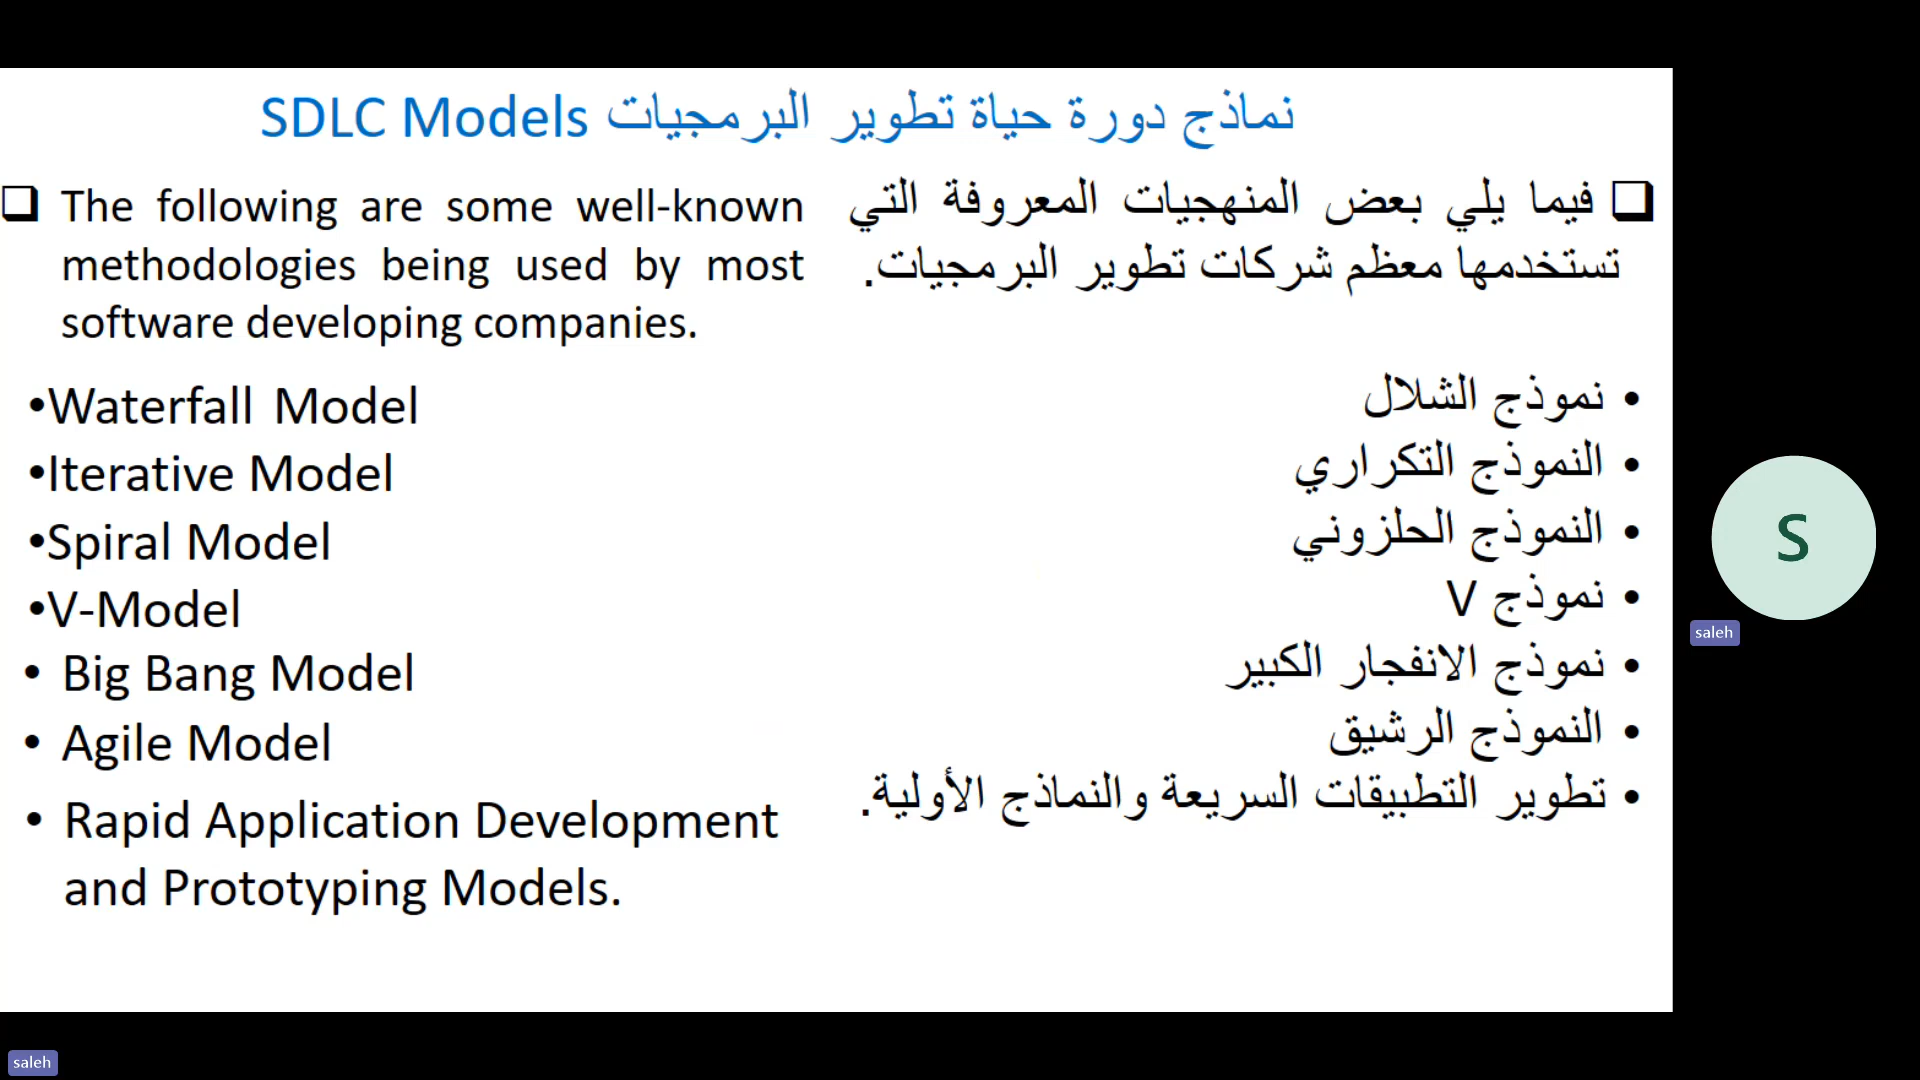 SDLC Models نماذج دورة حياة تطوير البرمجيات
The following are some well-known
methodologies being used by most
software developing companies.
•Waterfall Model
•Iterative Model
•Spiral Model
•V-Model
• Big Bang Model
• Agile Model
• Rapid Application Development
and Prototyping Models.
❑ فيما يلي بعض المنهجيات المعروفة التي
تستخدمها معظم شركات تطوير البرمجيات.
• نموذج الشلال
• النموذج التكراري
• النموذج الحلزوني
• نموذج V
• نموذج الانفجار الكبير
• النموذج الرشيق
• تطوير التطبيقات السريعة والنماذج الأولية.
S
saleh
saleh